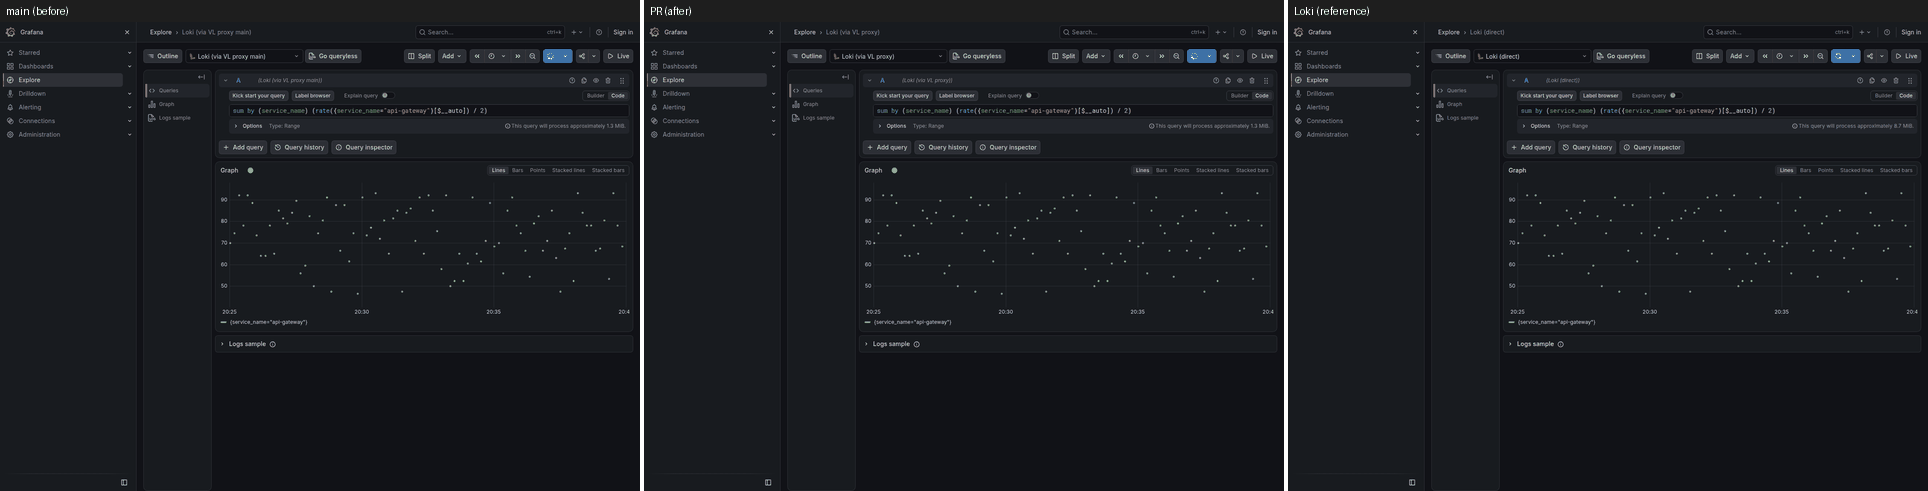 main (before)
Grafana
Explore › Loki (via VL proxy main)
Search...
ctrl+k
Sign in
Starred
Dashboards
Explore
Drilldown
Alerting
Connections
Administration
Outline
Loki (via VL proxy main)
Go queryless
Split
Add
Live
Queries
Graph
Logs sample
A
(Loki (via VL proxy main))
Kick start your query
Label browser
Explain query
Builder
Code
sum by (service_name) (rate({service_name="api-gateway"}[$__auto]) / 2)
Options
Type: Range
This query will process approximately 1.3 MiB.
Add query
Query history
Query inspector
Graph
Lines
Bars
Points
Stacked lines
Stacked bars
90
80
70
60
50
20:25
20:30
20:35
20:4
{service_name="api-gateway"}
Logs sample
PR (after)
Grafana
Explore › Loki (via VL proxy)
Search...
ctrl+k
Sign in
Starred
Dashboards
Explore
Drilldown
Alerting
Connections
Administration
Outline
Loki (via VL proxy)
Go queryless
Split
Add
Live
Queries
Graph
Logs sample
A
(Loki (via VL proxy))
Kick start your query
Label browser
Explain query
Builder
Code
sum by (service_name) (rate({service_name="api-gateway"}[$__auto]) / 2)
Options
Type: Range
This query will process approximately 1.3 MiB.
Add query
Query history
Query inspector
Graph
Lines
Bars
Points
Stacked lines
Stacked bars
90
80
70
60
50
20:25
20:30
20:35
20:4
{service_name="api-gateway"}
Logs sample
Loki (reference)
Grafana
Explore › Loki (direct)
Search...
ctrl+k
Sign in
Starred
Dashboards
Explore
Drilldown
Alerting
Connections
Administration
Outline
Loki (direct)
Go queryless
Split
Add
Live
Queries
Graph
Logs sample
A
(Loki (direct))
Kick start your query
Label browser
Explain query
Builder
Code
sum by (service_name) (rate({service_name="api-gateway"}[$__auto]) / 2)
Options
Type: Range
This query will process approximately 8.7 MiB.
Add query
Query history
Query inspector
Graph
Lines
Bars
Points
Stacked lines
Stacked bars
90
80
70
60
50
20:25
20:30
20:35
20:4
{service_name="api-gateway"}
Logs sample